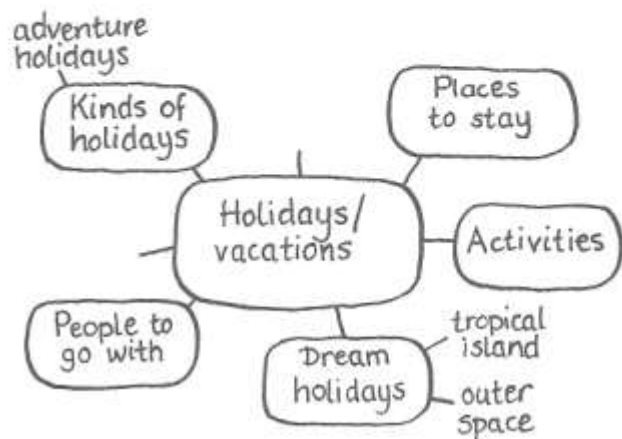 adventure
holidays
Kinds of
holidays
Places
to stay
Holidays/
vacations
Activities
People to
go with
Dream
holidays
tropical
island
outer
space